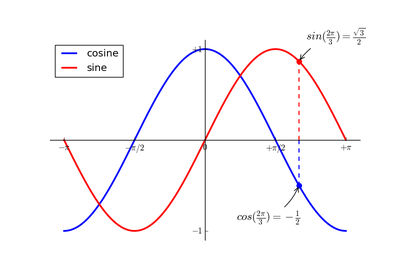 cosine
sine
+1
sin(2π/3) = √3/2
−π
−π/2
0
+π/2
+π
cos(2π/3) = −1/2
−1